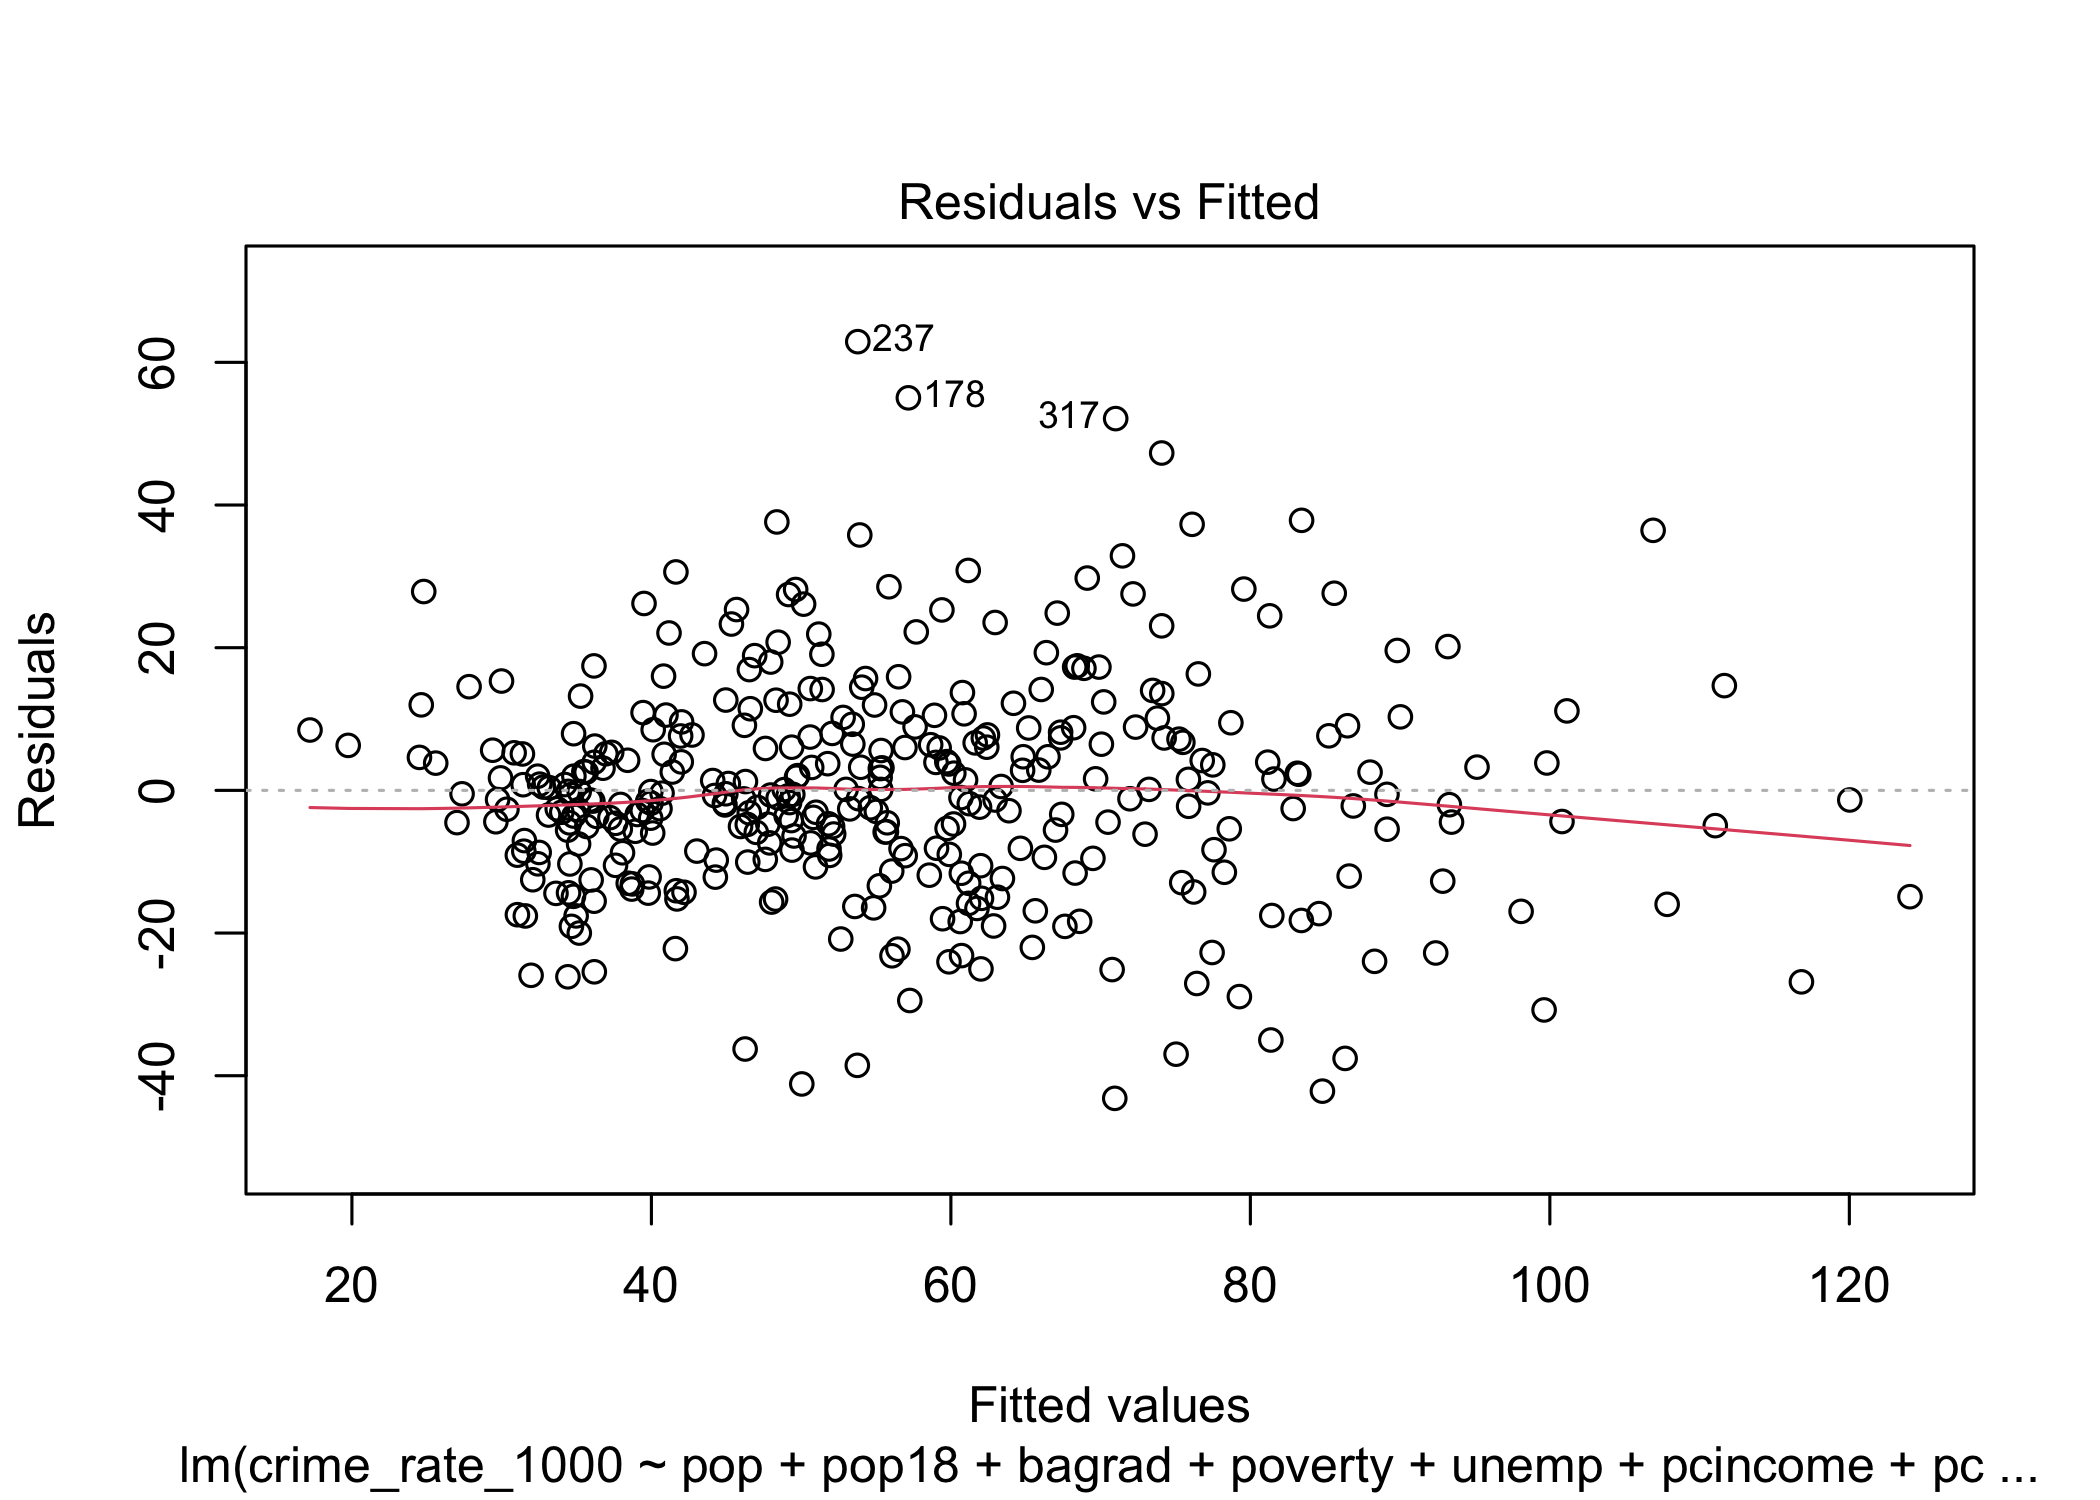 Residuals vs Fitted
Residuals
60
40
20
0
-20
-40
237
178
317
20 40 60 80 100 120
Fitted values
lm(crime_rate_1000 ~ pop + pop18 + bagrad + poverty + unemp + pcincome + pc ...